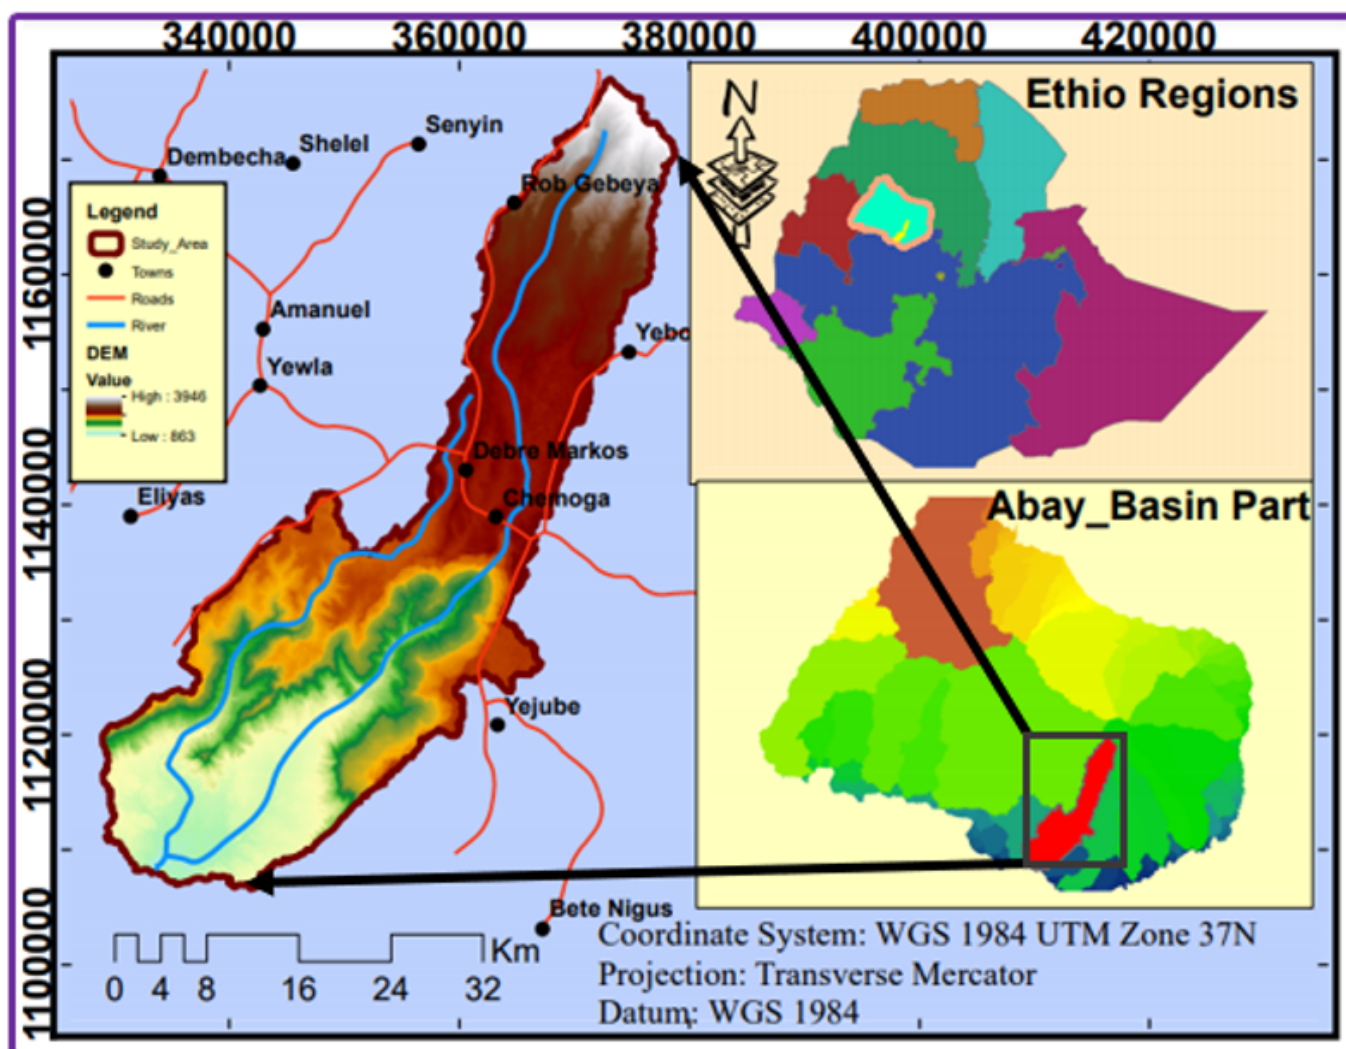 340000 360000 380000 400000 420000
Ethio Regions
N
Senyin
Shelel
Dembecha
Rob Gebeya
Legend
Study_Area
Towns
Roads
River
DEM
Value
High : 3946
Low : 863
1160000
Amanuel
Yebo
Yewla
Debre Markos
Eliyas
Chemoga
1140000
Abay_Basin Part
1120000
Yejube
1100000
Bete Nigus
Km
0 4 8 16 24 32
Coordinate System: WGS 1984 UTM Zone 37N
Projection: Transverse Mercator
Datum: WGS 1984